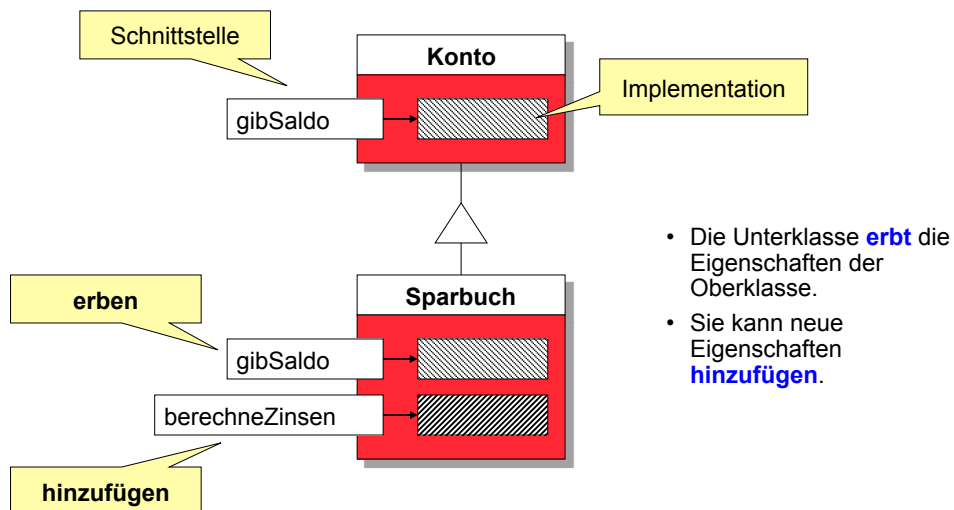 Schnittstelle
Konto
Implementation
gibSaldo
• Die Unterklasse erbt die
Eigenschaften der
Oberklasse.
• Sie kann neue
Eigenschaften
hinzufügen.
erben
Sparbuch
gibSaldo
berechneZinsen
hinzufügen